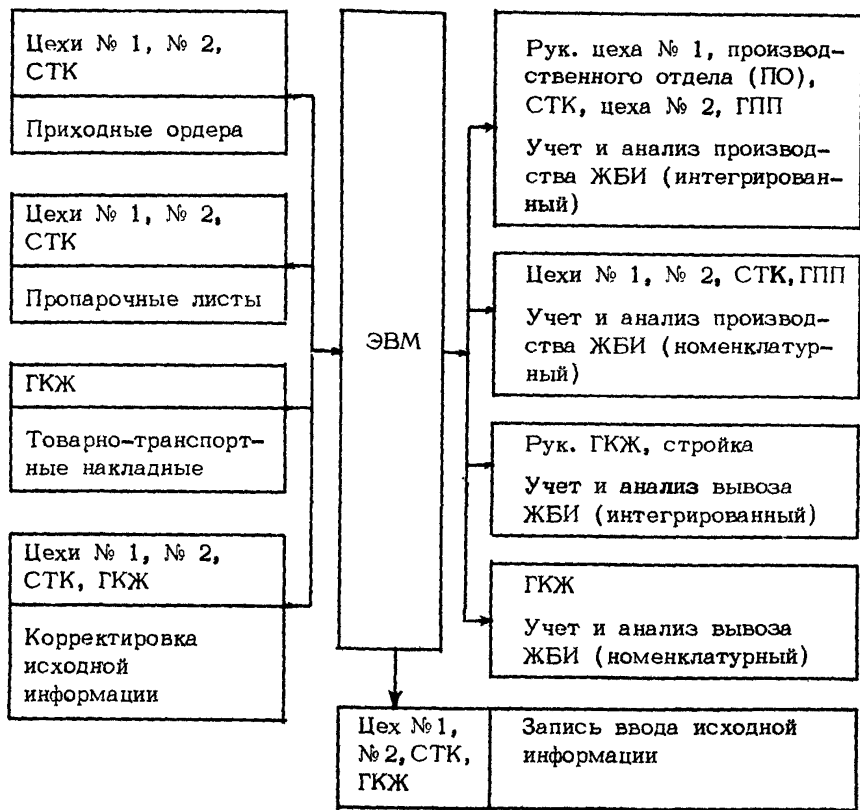 Цехи № 1, № 2,
СТК
Приходные ордера
Цехи № 1, № 2,
СТК
Пропарочные листы
ГКЖ
Товарно-транспорт-
ные накладные
Цехи № 1, № 2,
СТК, ГКЖ
Корректировка
исходной
информации
ЭВМ
Рук. цеха № 1, производ-
ственного отдела (ПО),
СТК, цеха № 2, ГПП
Учет и анализ производ-
ства ЖБИ (интегрирован-
ный)
Цехи № 1, № 2, СТК, ГПП
Учет и анализ производ-
ства ЖБИ (номенклатур-
ный)
Рук. ГКЖ, стройка
Учет и анализ вывоза
ЖБИ (интегрированный)
ГКЖ
Учет и анализ вывоза
ЖБИ (номенклатурный)
Цех №1,
№2, СТК,
ГКЖ
Запись ввода исходной
информации